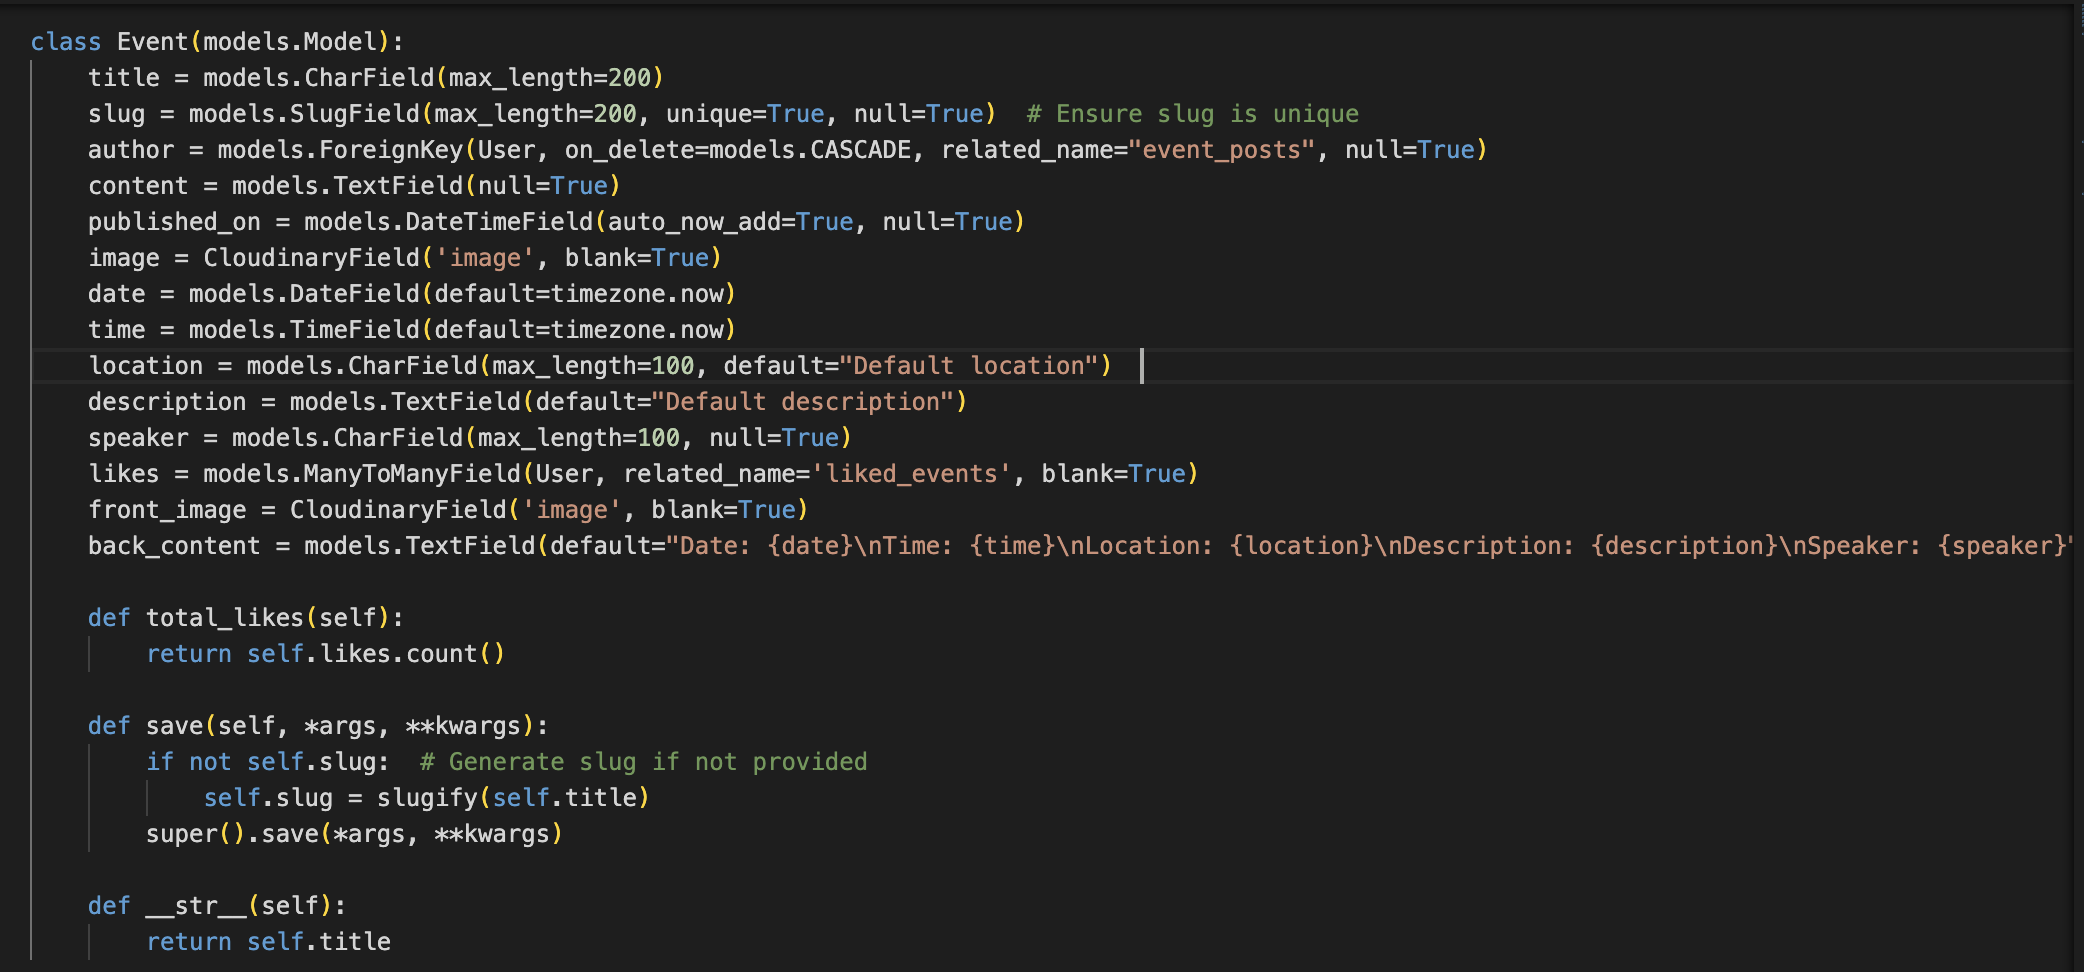 class Event(models.Model):
    title = models.CharField(max_length=200)
    slug = models.SlugField(max_length=200, unique=True, null=True)  # Ensure slug is unique
    author = models.ForeignKey(User, on_delete=models.CASCADE, related_name="event_posts", null=True)
    content = models.TextField(null=True)
    published_on = models.DateTimeField(auto_now_add=True, null=True)
    image = CloudinaryField('image', blank=True)
    date = models.DateField(default=timezone.now)
    time = models.TimeField(default=timezone.now)
    location = models.CharField(max_length=100, default="Default location")
    description = models.TextField(default="Default description")
    speaker = models.CharField(max_length=100, null=True)
    likes = models.ManyToManyField(User, related_name='liked_events', blank=True)
    front_image = CloudinaryField('image', blank=True)
    back_content = models.TextField(default="Date: {date}\nTime: {time}\nLocation: {location}\nDescription: {description}\nSpeaker: {speaker}"

    def total_likes(self):
        return self.likes.count()

    def save(self, *args, **kwargs):
        if not self.slug:  # Generate slug if not provided
            self.slug = slugify(self.title)
        super().save(*args, **kwargs)

    def __str__(self):
        return self.title